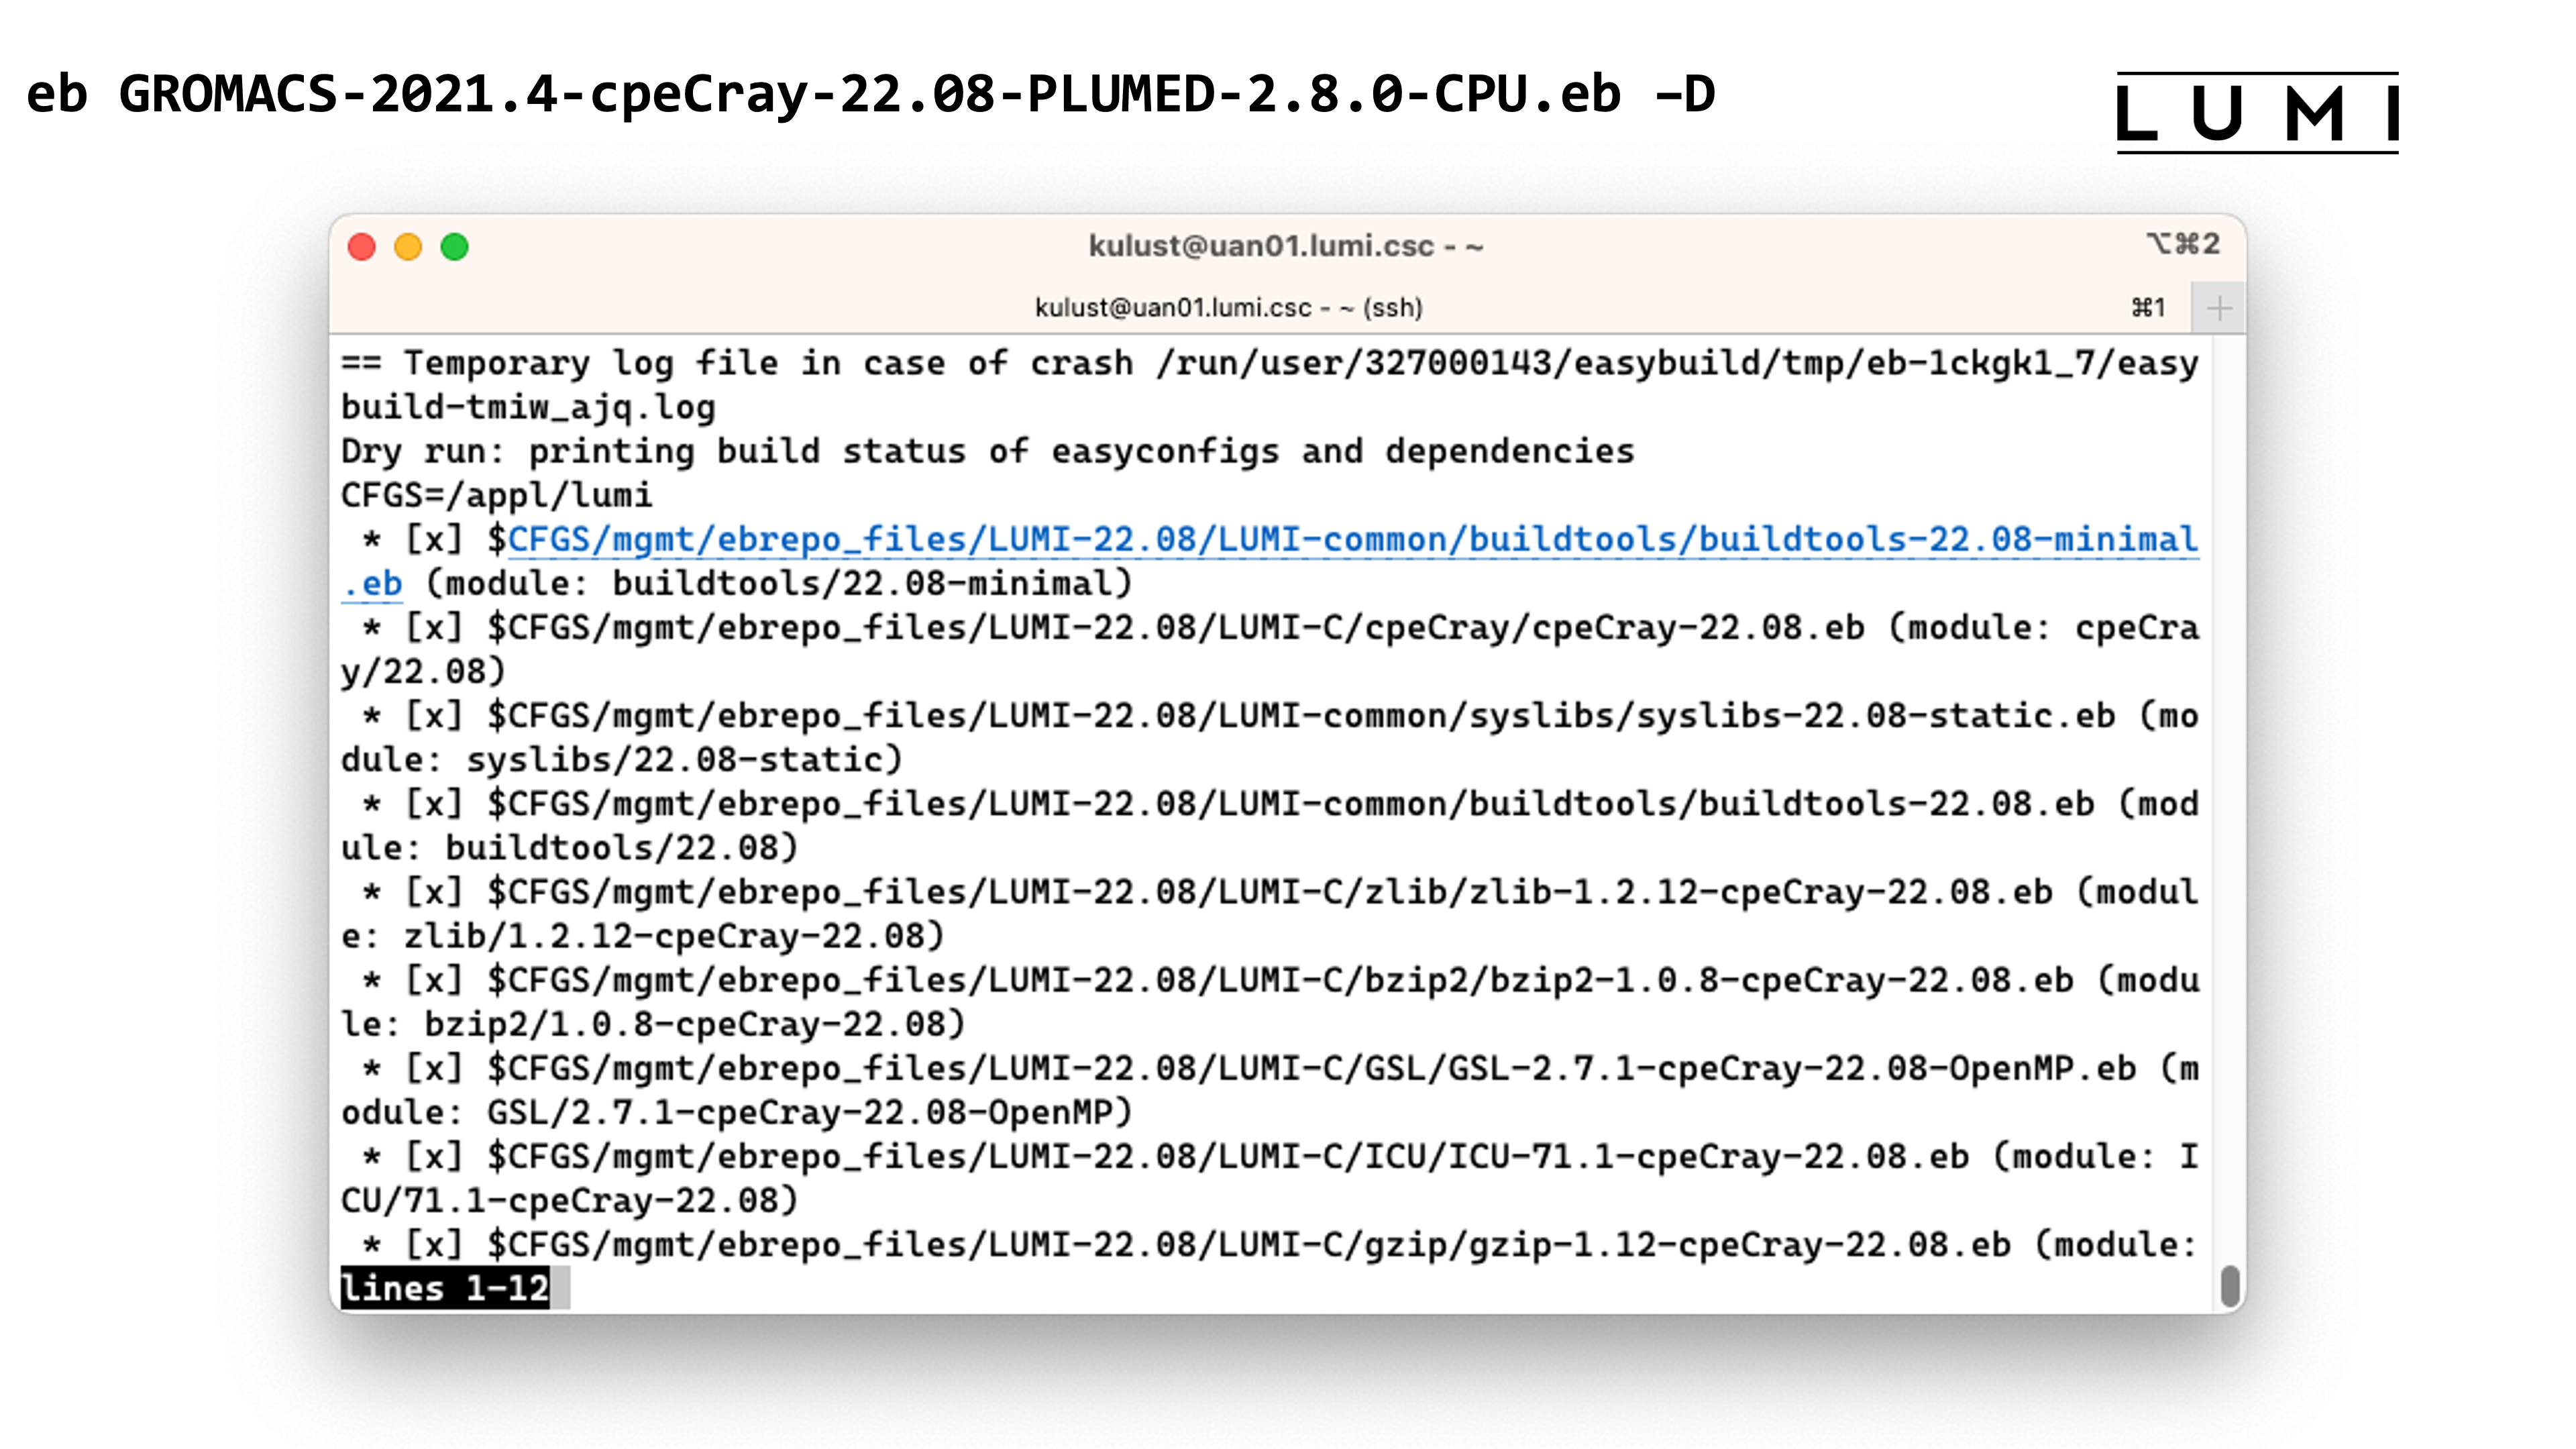 eb GROMACS-2021.4-cpeCray-22.08-PLUMED-2.8.0-CPU.eb –D
LUMI
kulust@uan01.lumi.csc - ~
⌥⌘2
kulust@uan01.lumi.csc - ~ (ssh)
⌘1
+
== Temporary log file in case of crash /run/user/327000143/easybuild/tmp/eb-1ckgk1_7/easy
build-tmiw_ajq.log
Dry run: printing build status of easyconfigs and dependencies
CFGS=/appl/lumi
 * [x] $CFGS/mgmt/ebrepo_files/LUMI-22.08/LUMI-common/buildtools/buildtools-22.08-minimal
.eb (module: buildtools/22.08-minimal)
 * [x] $CFGS/mgmt/ebrepo_files/LUMI-22.08/LUMI-C/cpeCray/cpeCray-22.08.eb (module: cpeCra
y/22.08)
 * [x] $CFGS/mgmt/ebrepo_files/LUMI-22.08/LUMI-common/syslibs/syslibs-22.08-static.eb (mo
dule: syslibs/22.08-static)
 * [x] $CFGS/mgmt/ebrepo_files/LUMI-22.08/LUMI-common/buildtools/buildtools-22.08.eb (mod
ule: buildtools/22.08)
 * [x] $CFGS/mgmt/ebrepo_files/LUMI-22.08/LUMI-C/zlib/zlib-1.2.12-cpeCray-22.08.eb (modul
e: zlib/1.2.12-cpeCray-22.08)
 * [x] $CFGS/mgmt/ebrepo_files/LUMI-22.08/LUMI-C/bzip2/bzip2-1.0.8-cpeCray-22.08.eb (modu
le: bzip2/1.0.8-cpeCray-22.08)
 * [x] $CFGS/mgmt/ebrepo_files/LUMI-22.08/LUMI-C/GSL/GSL-2.7.1-cpeCray-22.08-OpenMP.eb (m
odule: GSL/2.7.1-cpeCray-22.08-OpenMP)
 * [x] $CFGS/mgmt/ebrepo_files/LUMI-22.08/LUMI-C/ICU/ICU-71.1-cpeCray-22.08.eb (module: I
CU/71.1-cpeCray-22.08)
 * [x] $CFGS/mgmt/ebrepo_files/LUMI-22.08/LUMI-C/gzip/gzip-1.12-cpeCray-22.08.eb (module:
lines 1-12